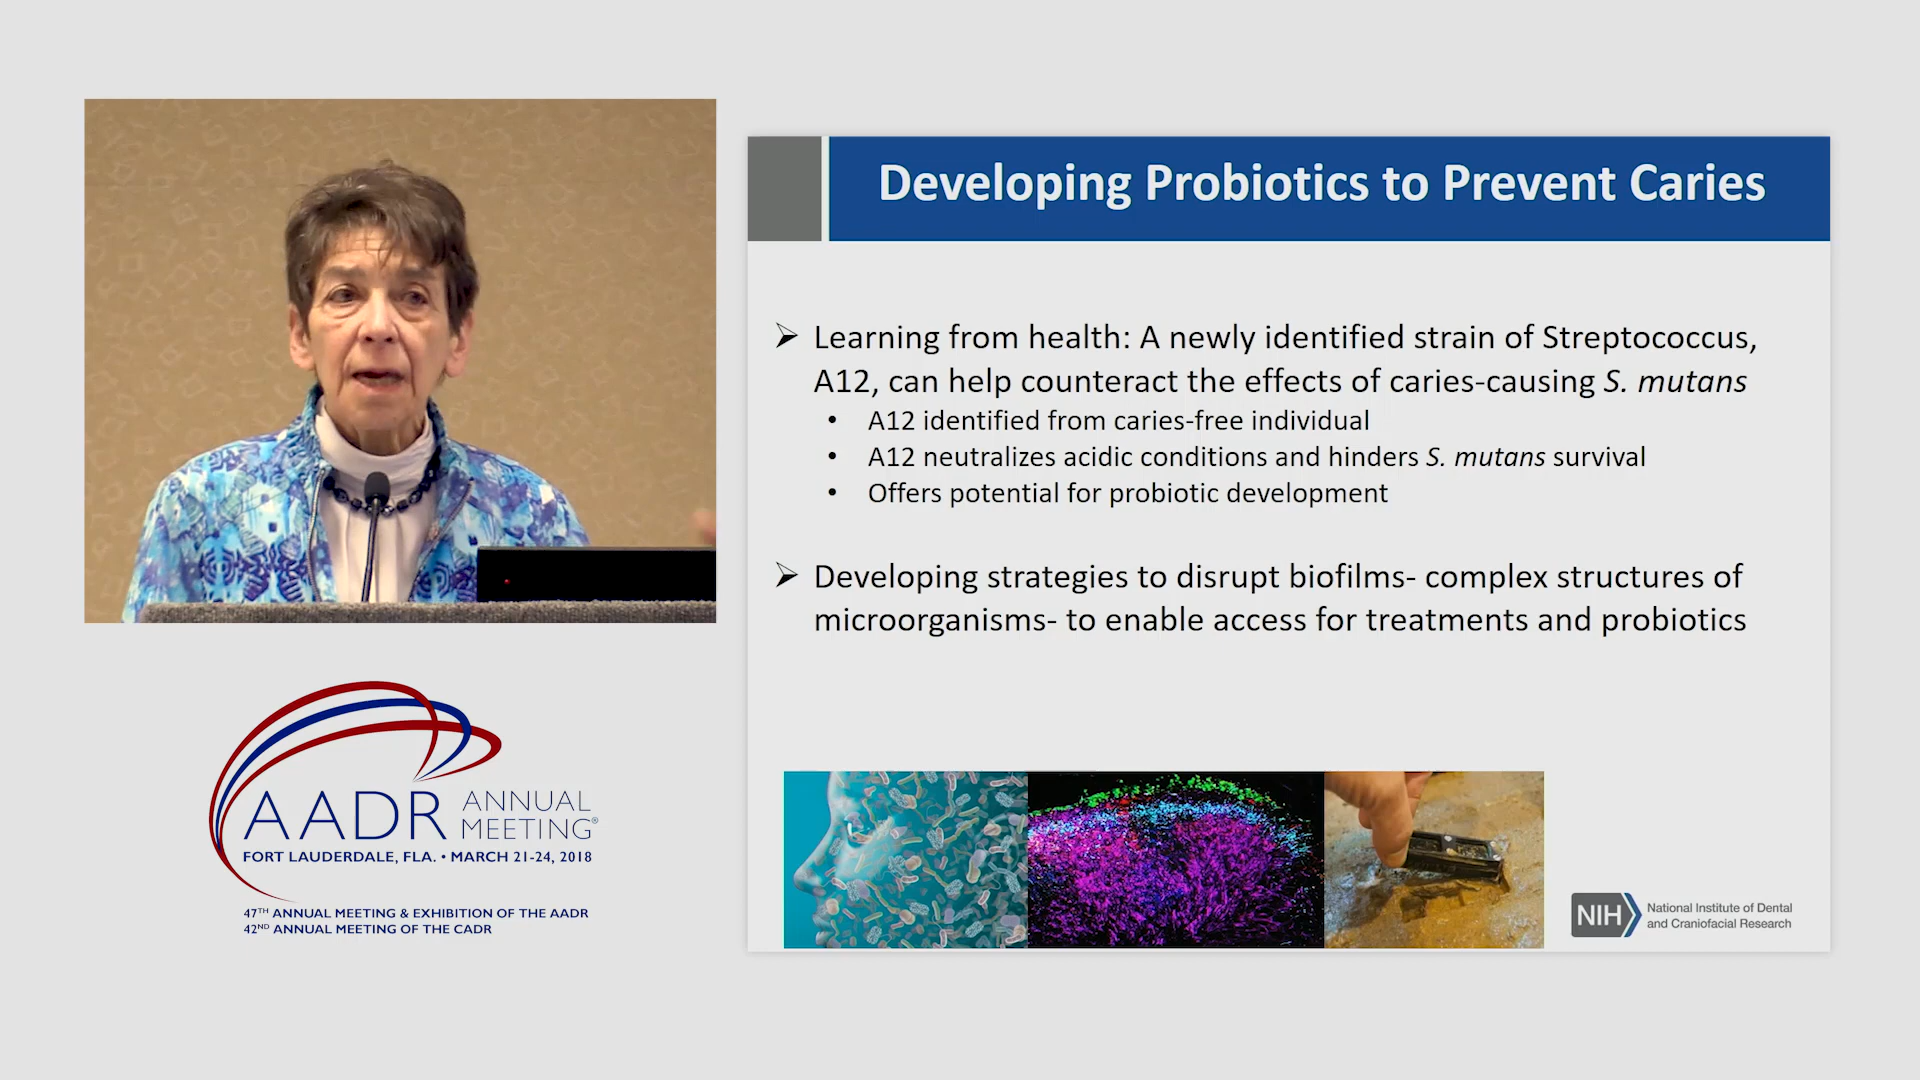 Developing Probiotics to Prevent Caries
➢ Learning from health: A newly identified strain of Streptococcus,
A12, can help counteract the effects of caries-causing S. mutans
• A12 identified from caries-free individual
• A12 neutralizes acidic conditions and hinders S. mutans survival
• Offers potential for probiotic development
➢ Developing strategies to disrupt biofilms- complex structures of
microorganisms- to enable access for treatments and probiotics
NIH National Institute of Dental
and Craniofacial Research
AADR ANNUAL
MEETING®
FORT LAUDERDALE, FLA. • MARCH 21-24, 2018
47TH ANNUAL MEETING & EXHIBITION OF THE AADR
42ND ANNUAL MEETING OF THE CADR